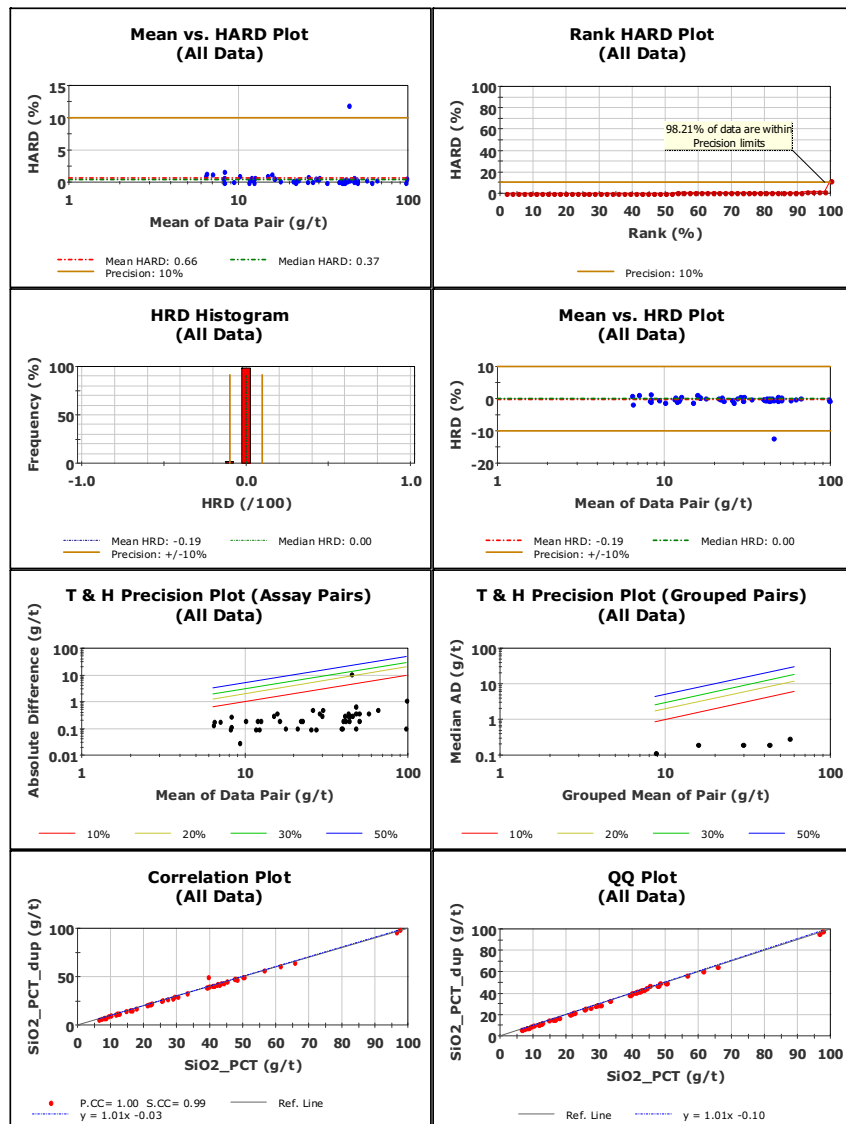 Mean vs. HARD Plot
(All Data)
HARD (%)
15
10
5
0
1 10 100
Mean of Data Pair (g/t)
Mean HARD: 0.66 Median HARD: 0.37
Precision: 10%
Rank HARD Plot
(All Data)
HARD (%)
100
80
60
40
20
0
98.21% of data are within
Precision limits
0 10 20 30 40 50 60 70 80 90 100
Rank (%)
Precision: 10%
HRD Histogram
(All Data)
Frequency (%)
100
50
0
-1.0 0.0 1.0
HRD (/100)
Mean HRD: -0.19 Median HRD: 0.00
Precision: +/-10%
Mean vs. HRD Plot
(All Data)
HRD (%)
10
0
-10
-20
1 10 100
Mean of Data Pair (g/t)
Mean HRD: -0.19 Median HRD: 0.00
Precision: +/-10%
T & H Precision Plot (Assay Pairs)
(All Data)
Absolute Difference (g/t)
100
10
1
0.1
0.01
1 10 100
Mean of Data Pair (g/t)
10% 20% 30% 50%
T & H Precision Plot (Grouped Pairs)
(All Data)
Median AD (g/t)
100
10
1
0.1
1 10 100
Grouped Mean of Pair (g/t)
10% 20% 30% 50%
Correlation Plot
(All Data)
SiO2_PCT_dup (g/t)
100
50
0
0 10 20 30 40 50 60 70 80 90 100
SiO2_PCT (g/t)
P.CC= 1.00 S.CC= 0.99 Ref. Line
y = 1.01x -0.03
QQ Plot
(All Data)
SiO2_PCT_dup (g/t)
100
80
60
40
20
0
0 10 20 30 40 50 60 70 80 90 100
SiO2_PCT (g/t)
Ref. Line y = 1.01x -0.10